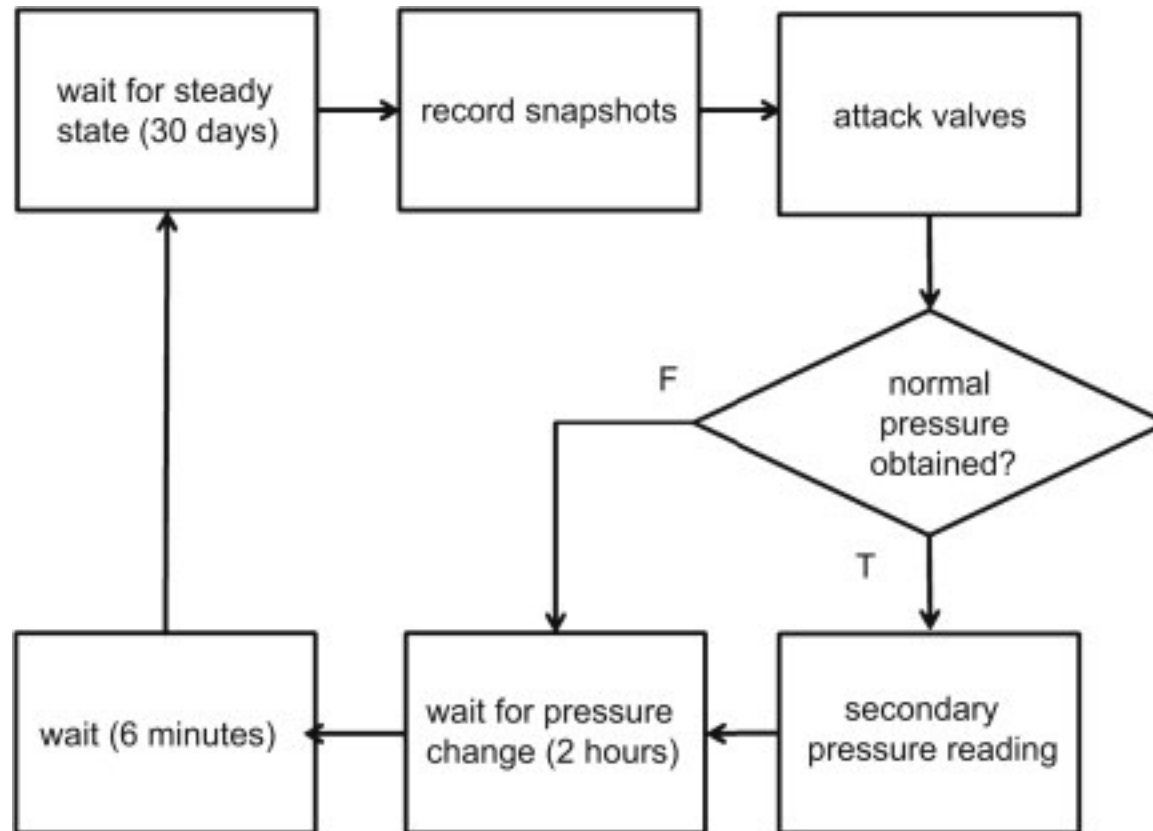 wait for steady
state (30 days)
record snapshots
attack valves
F
normal
pressure
obtained?
T
wait (6 minutes)
wait for pressure
change (2 hours)
secondary
pressure reading